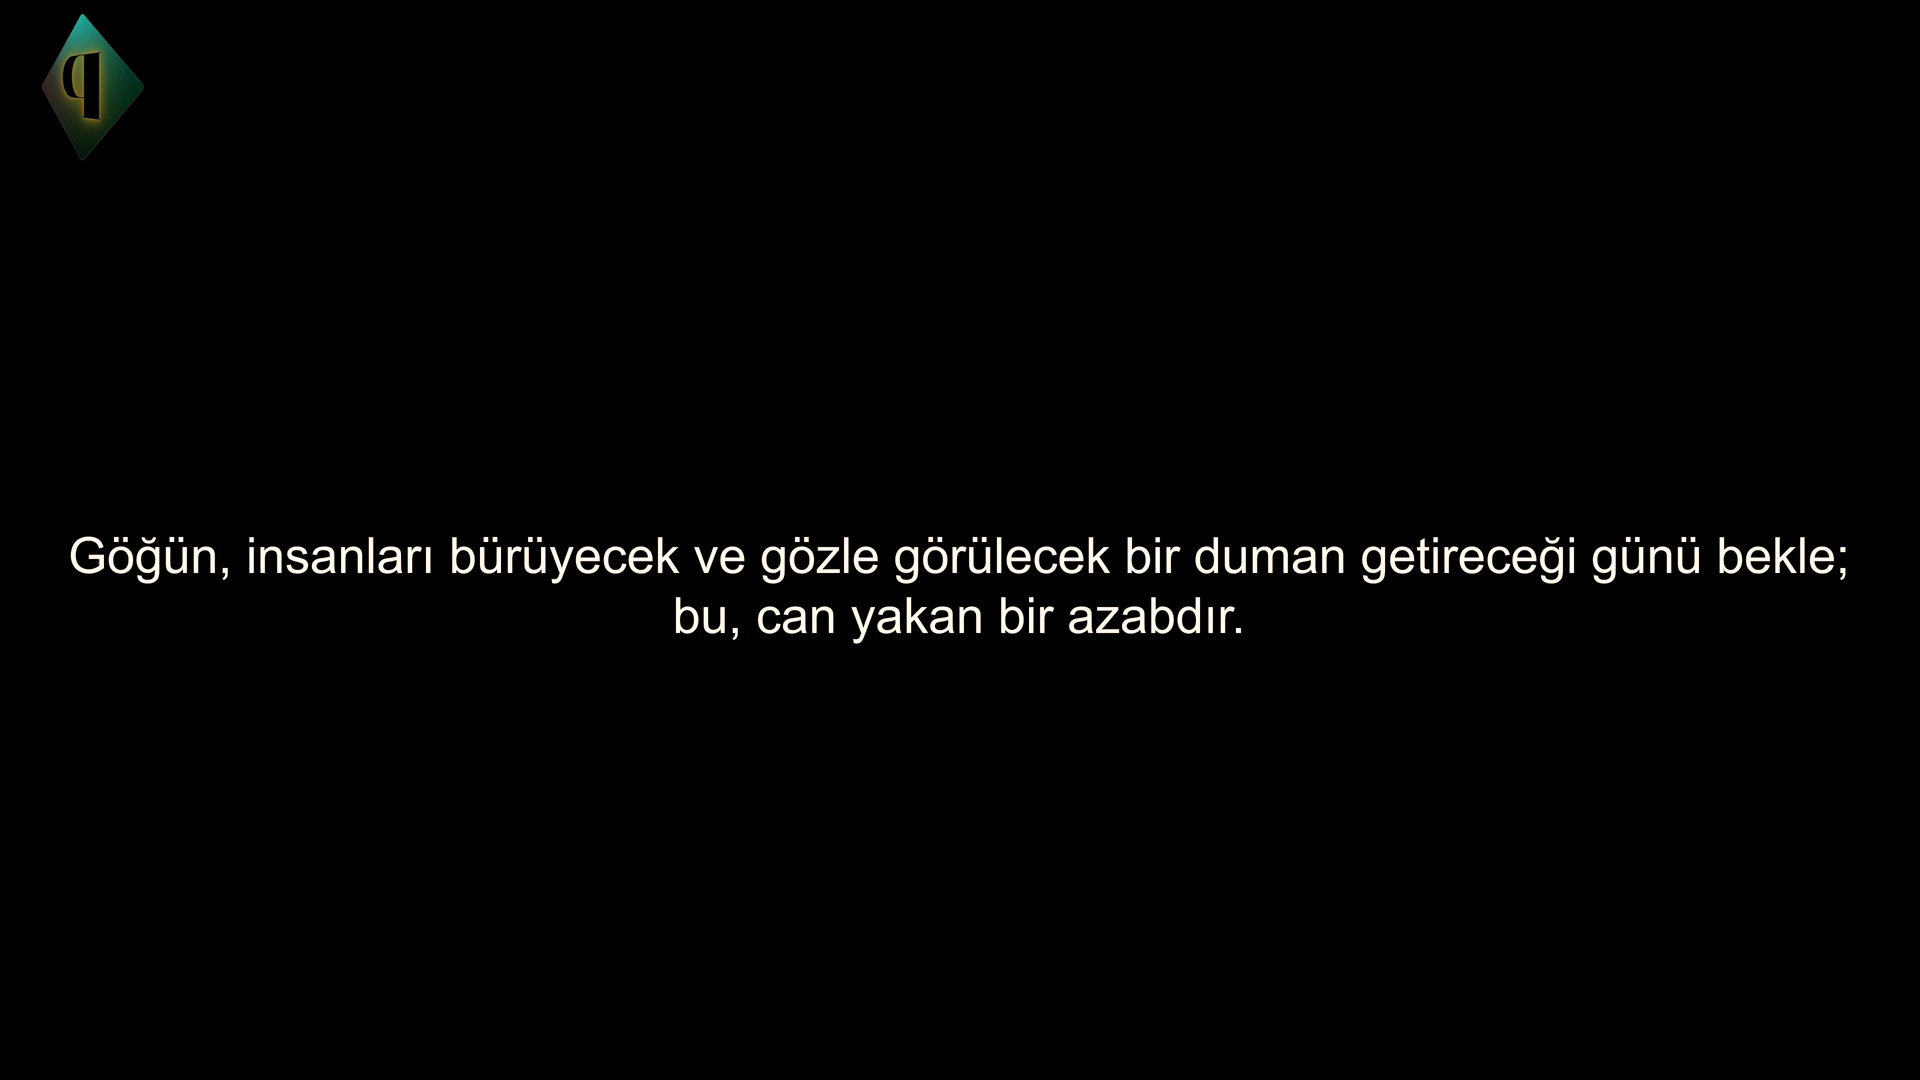 Göğün, insanları bürüyecek ve gözle görülecek bir duman getireceği günü bekle;
bu, can yakan bir azabdır.